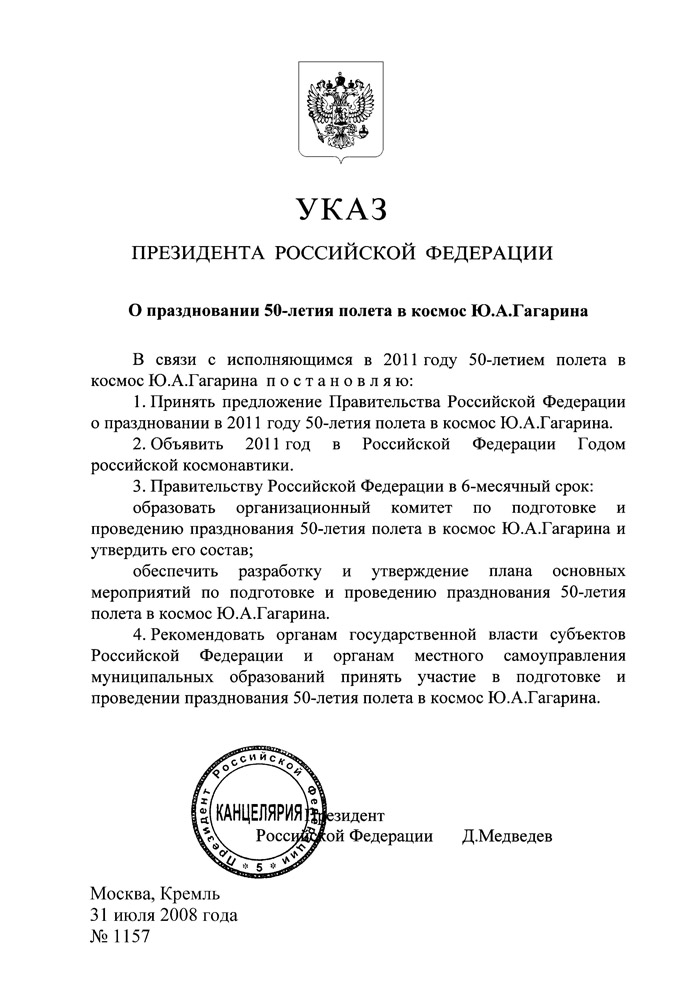 УКАЗ
ПРЕЗИДЕНТА РОССИЙСКОЙ ФЕДЕРАЦИИ
О праздновании 50-летия полета в космос Ю.А.Гагарина
В связи с исполняющимся в 2011 году 50-летием полета в
космос Ю.А.Гагарина п о с т а н о в л я ю:
1. Принять предложение Правительства Российской Федерации
о праздновании в 2011 году 50-летия полета в космос Ю.А.Гагарина.
2. Объявить 2011 год в Российской Федерации Годом
российской космонавтики.
3. Правительству Российской Федерации в 6-месячный срок:
образовать организационный комитет по подготовке и
проведению празднования 50-летия полета в космос Ю.А.Гагарина и
утвердить его состав;
обеспечить разработку и утверждение плана основных
мероприятий по подготовке и проведению празднования 50-летия
полета в космос Ю.А.Гагарина.
4. Рекомендовать органам государственной власти субъектов
Российской Федерации и органам местного самоуправления
муниципальных образований принять участие в подготовке и
проведении празднования 50-летия полета в космос Ю.А.Гагарина.
Президент Российской Федерации
* 5 *
КАНЦЕЛЯРИЯ
Президент
Российской Федерации Д.Медведев
Москва, Кремль
31 июля 2008 года
№ 1157